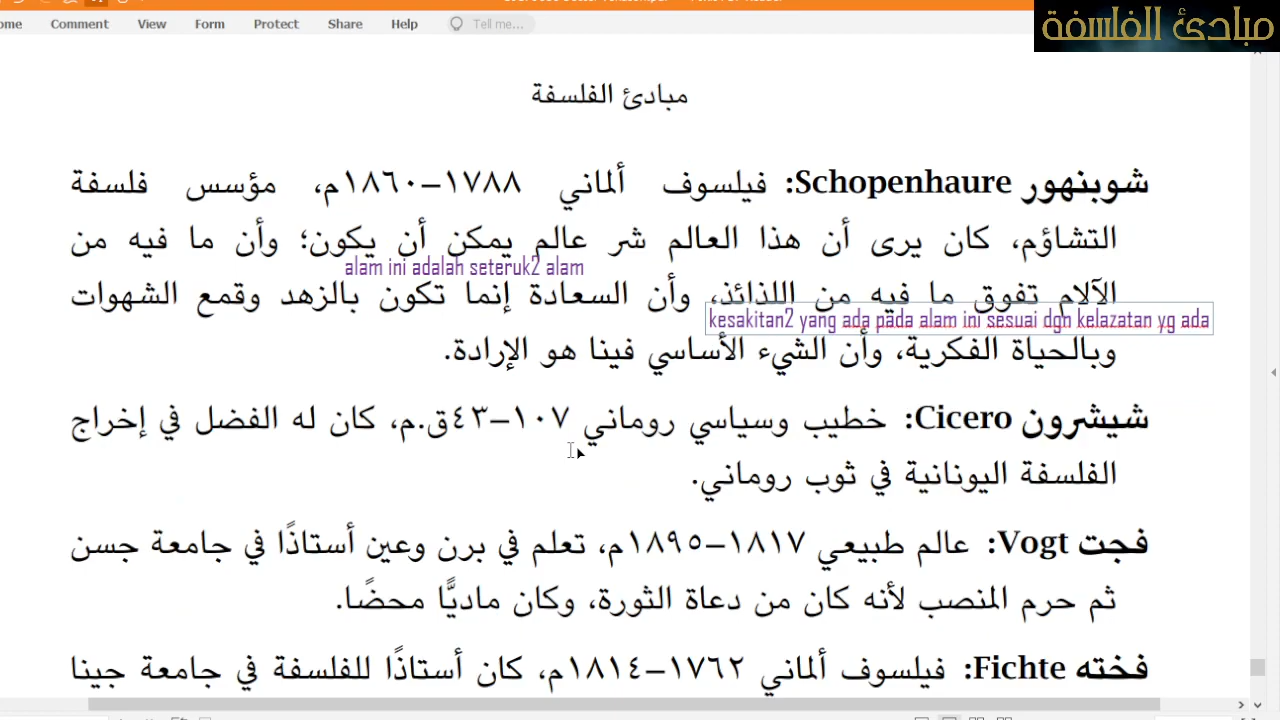 Comment View Form Protect Share Help Tell me...
مبادئ الفلسفة
مبادئ الفلسفة
شوبنهور Schopenhaure: فيلسوف ألماني ١٧٨٨–١٨٦٠م، مؤسس فلسفة
التشاؤم، كان يرى أن هذا العالم شر عالم يمكن أن يكون؛ وأن ما فيه من
alam ini adalah seteruk2 alam
الآلام تفوق ما فيه من اللذائذ، وأن السعادة إنما تكون بالزهد وقمع الشهوات
kesakitan2 yang ada pada alam ini sesuai dgn kelazatan yg ada
وبالحياة الفكرية، وأن الشيء الأساسي فينا هو الإرادة.
شيشرون Cicero: خطيب وسياسي روماني ١٠٧–٤٣ق.م، كان له الفضل في إخراج
الفلسفة اليونانية في ثوب روماني.
فجت Vogt: عالم طبيعي ١٨١٧–١٨٩٥م، تعلم في برن وعين أستاذًا في جامعة جسن
ثم حرم المنصب لأنه كان من دعاة الثورة، وكان ماديًّا محضًا.
فخته Fichte: فيلسوف ألماني ١٧٦٢–١٨١٤م، كان أستاذًا للفلسفة في جامعة جينا